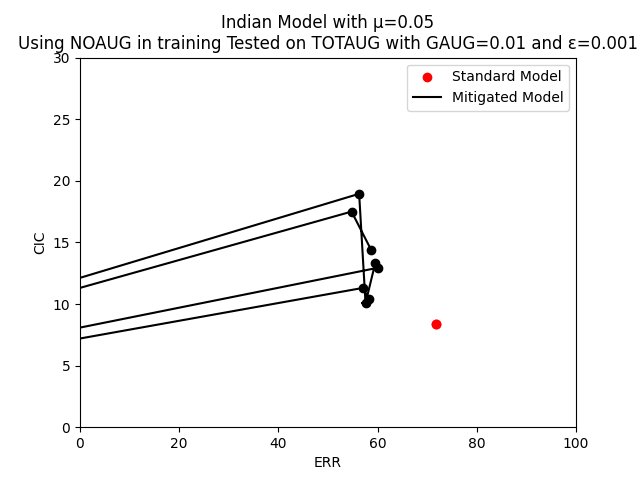 Indian Model with μ=0.05
Using NOAUG in training Tested on TOTAUG with GAUG=0.01 and ε=0.001
Standard Model
Mitigated Model
30
25
20
15
10
5
0
CIC
0 20 40 60 80 100
ERR